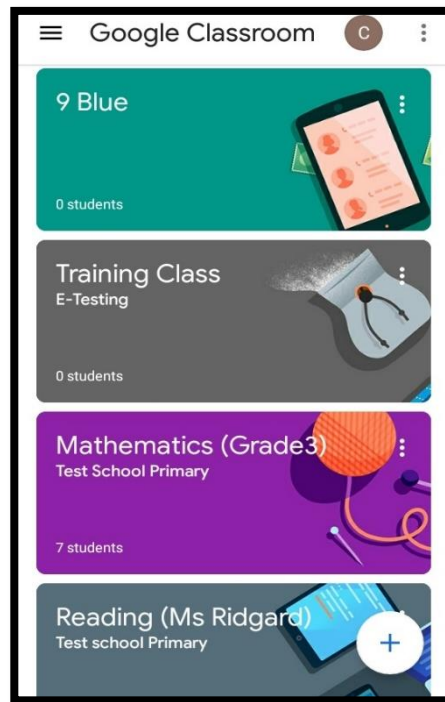 Google Classroom
C
9 Blue
0 students
Training Class
E-Testing
0 students
Mathematics (Grade3)
Test School Primary
7 students
Reading (Ms Ridgard)
Test school Primary
+